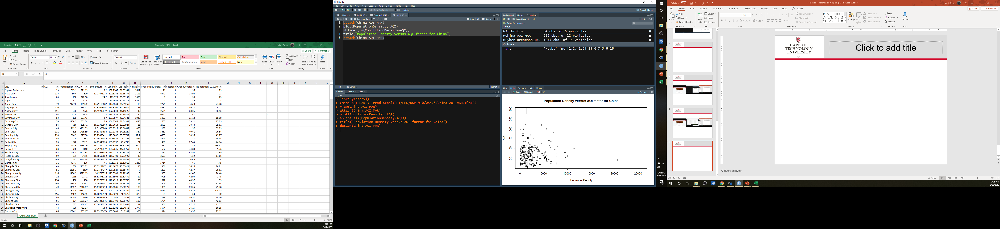 AutoSave Off
China_AQI_MAR - Excel
Mark Russo
File Home Insert Page Layout Formulas Data Review View Help Search
Share Comments
Paste
Cut
Copy
Format Painter
Clipboard
Calibri 11
B I U
Font
Wrap Text
Merge & Center
Alignment
General
Number
Conditional Formatting
Format as Table
Normal Bad Good Neutral Calculation
Check Cell Explanatory ... Input Linked Cell Note
Styles
Insert Delete Format
Cells
AutoSum
Fill
Clear
Sort & Filter
Find & Select
Editing
Ideas
Ideas
J4 fx 0
A B C D E F G H I J K L M N O P Q R S T U V
1 City AQI Precipitation GDP Temperature Longiti Latitud Altitud PopulationDensity Coastal GreenCoverag Incineration(10,000to
2 Ngawa Prefecture 23 665.1 271.13 8.2 102.2247 31.89941 2617 11 0 36 23
3 Aksu City 137 80.4 610 12.27671233 80.26338 41.16754 1108 6547 0 33.94 23
4 Alxa League 85 150 322.58 24.2 105.729 38.85192 1673 1 0 36 23
5 Ngari 28 74.2 37.4 1 80.1058 32.50111 4280 1 0 36 23
6 Anqin City 79 2127.8 1613.2 17.29178082 117.0344 30.51265 13 2271 0 45.8 27.48
7 Anyang City 110 672.1 1884.48 15.35068493 114.3501 36.09685 71 4735 0 36.28 54.51
8 Anshan City 111 708 2326 11.41232877 122.9844 41.11526 49 2534 0 38.25 58.13
9 Macao SAR 44 2000 3358 22 113.5439 22.19874 40 20547 1 41 22 A
10 Bayannur City 53 188 887.43 3.7 107.3877 40.74321 1042 5093 0 35.12 15.98
11 Bazhong City 58 1198.9 501.34 16.9 106.7548 31.84901 443 2653 0 39.11 15.09
12 Bengbu City 96 910 1253.1 16.01369863 117.3614 32.93924 25 2599 0 38.48 29.61
13 Baotou City 45 262.9 3781.93 8.91369863 109.8517 40.66642 1065 2130 0 37 52.29
14 Baoji City 111 695 1788.59 14.83424658 107.1384 34.38229 567 5352 0 40.61 36.54
15 Baoding City 220 566.9 2757.8 13.25890411 115.5002 38.85707 17.2 4565 0 30.96 49.27
16 Baoshan City 56 1000 552 17.39178082 99.16872 25.1168 1673 4529 0 31 10.95
17 Beihai City 23 1670 892.1 24.61643836 109.1192 21.4798 21 458 1 27.45 24.74
18 Beijing City 296 458.9 22968.6 13.77260274 116.3809 39.92361 31.2 1292 0 34 686.67
19 Benxi City 63 900 1160 9.271232877 123.7645 41.28759 100 602 0 44.88 31.76
20 Binzhou City 142 564.8 2355.33 14.11643836 118.0218 37.36781 9 1110 0 42.92 27.99
21 Haozhou City 59 831 942.6 10.58695652 115.7709 33.87929 39 3693 0 41.32 17.66
22 Cangzhiu City 105 581 3133.38 14.30273973 116.8608 38.30884 12 3169 1 42.9 24
23 Qamdo City 31 477.7 136 7.6 97.18152 31.13818 3230 5714 0 7.6 3.5
24 Changde City 69 1550 2709.02 17.93287671 111.6876 29.03821 38 2366 0 36.26 26.81
25 Changshu City 51 1615.3 2100 17.27534247 120.7525 31.65437 7 1200 0 42.37 28.61
26 Changzhou City 116 1450.9 5273.15 16.9739726 119.9503 31.78393 3 2399 0 42.47 76.48
27 Chaohu City 22 1215 273.1 16.82876712 117.8904 31.62452 13 7708 0 42.93 13.5
28 Chaoyang City 224 450 780 13.72739726 120.4515 41.57786 168 1022 0 40.57 33
29 Chaozhou City 106 1685.8 910.1 23.19589041 116.6367 23.66771 18 3503 0 32.16 51.94
30 Chenzhou City 49 1452.1 2012.07 19.67808219 113.0286 25.80229 189 1081 0 39.56 21.78
31 Chengdu City 118 873.3 10912.17 18.22191781 104.0818 30.66106 485 6116 0 39.84 273.55
32 Chengde City 195 440.5 1342.55 10.08219178 117.9223 40.9676 325 89 0 33 30
33 Chizhou City 40 1959.4 530.6 17.30547945 117.48 30.67 18 1199 0 36.51 14.06
34 Chifeng City 91 374 1861.27 8.434246575 118.9498 42.26798 587 1754 0 42.2 42.03
35 Chuzhou City 63 1035 1305.7 15.50273973 118.3012 32.31653 31 1456 0 47.17 12.57
36 Chuxiong Prefecture 44 900 762.97 14.8 101.5281 25.04553 1777 5574 0 36.15 10.95
37 Dazhou City 86 1086.1 1353.67 18.75205479 107.5003 31.2247 306 974 0 29.57 23.12
China_AQI_MAR
Ready
100%
12:06 PM
5/26/2019
RStudio
File Edit Code View Plots Session Build Debug Profile Tools Help
Go to file/function Addins
Project: (None)
Untitled5* Untitled6 China_AQI_MAR Untitled7*
Source on Save Run Source
1 attach(China_AQI_MAR)
2 plot(PopulationDensity, AQI)
3 abline (lm(PopulationDensity~AQI))
4 title("Population Density versus AQI factor for China")
5 detach(China_AQI_MAR)
1:1 (Top Level) R Script
Console Terminal Jobs
~/
> library(readxl)
> China_AQI_MAR <- read_excel("D:/PHD/DSM-910/Week3/China_AQI_MAR.xlsx")
> View(China_AQI_MAR)
> attach(China_AQI_MAR)
> plot(PopulationDensity, AQI)
> abline (lm(PopulationDensity~AQI))
> title("Population Density versus AQI factor for China")
> detach(China_AQI_MAR)
>
Environment History Connections
Import Dataset List
Global Environment
Data
Arthritis 84 obs. of 5 variables
China_AQI_MAR 323 obs. of 12 variables
Cyber_Breaches_MAR 1055 obs. of 14 variables
Values
art 'xtabs' int [1:2, 1:3] 19 6 7 5 6 16
Files Plots Packages Help Viewer
Zoom Export Publish
Population Density versus AQI factor for China
AQI
300
250
200
150
100
50
0 5000 10000 15000 20000 25000
PopulationDensity
12:06 PM
5/26/2019
AutoSave Off
Homework_Presentation_Graphing_Mark Russo_Week 3
Mark Russo
File Home Insert Design Transitions Animations Slide Show Review View Help Search
Share Comments
Paste
Cut
Copy
Format Painter
Clipboard
New Slide
Layout
Reset
Section
Slides
Font
Text Direction
Align Text
Convert to SmartArt
Paragraph
Arrange
Quick Styles
Shape Fill
Shape Outline
Shape Effects
Drawing
Find
Replace
Select
Editing
Dictate
Voice
9
10
11
12
CAPITOL
TECHNOLOGY
UNIVERSITY
1927
Click to add title
Click to add notes
Slide 12 of 12
Notes
104%
12:06 PM
5/26/2019